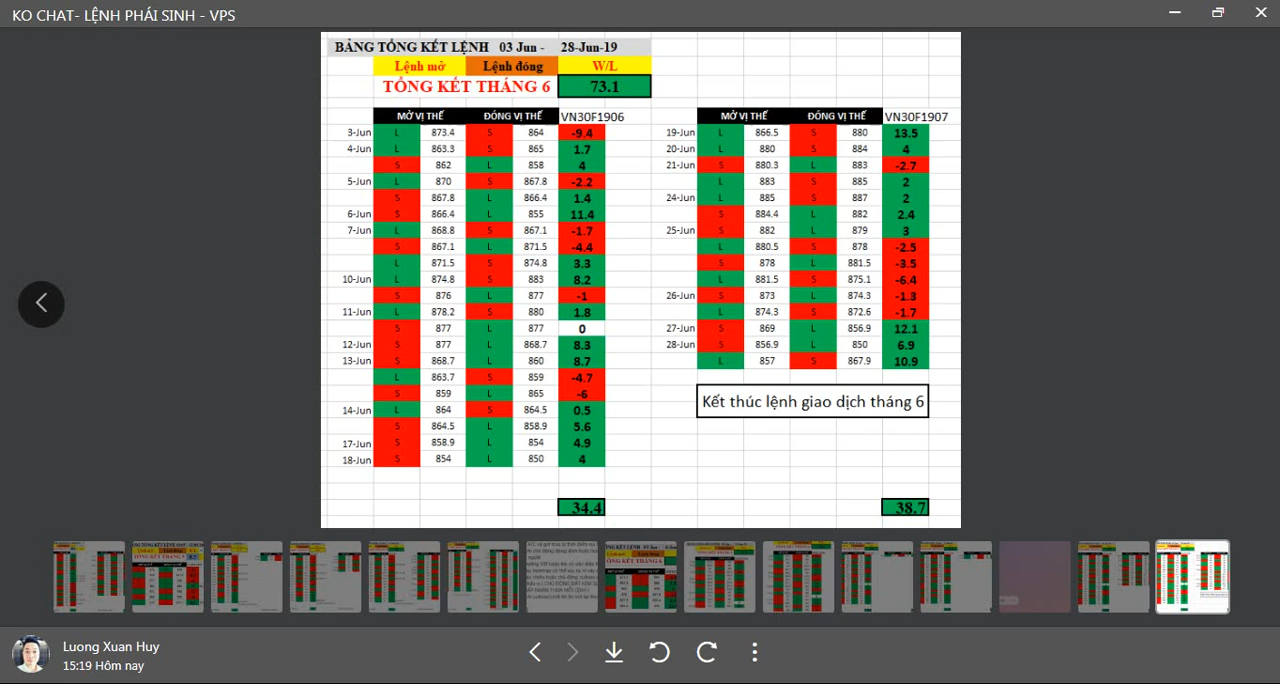 KO CHAT- LỆNH PHÁI SINH - VPS
BẢNG TỔNG KẾT LỆNH 03 Jun - 28-Jun-19
Lệnh mở Lệnh đóng W/L
TỔNG KẾT THÁNG 6 73.1
MỞ VỊ THẾ ĐÓNG VỊ THẾ VN30F1906
3-Jun L 873.4 S 864 -9.4
4-Jun L 863.3 S 865 1.7
S 862 L 858 4
5-Jun L 870 S 867.8 -2.2
S 867.8 L 866.4 1.4
6-Jun S 866.4 L 855 11.4
7-Jun L 868.8 S 867.1 -1.7
S 867.1 L 871.5 -4.4
L 871.5 S 874.8 3.3
10-Jun L 874.8 S 883 8.2
S 876 L 877 -1
11-Jun L 878.2 S 880 1.8
S 877 L 877 0
12-Jun S 877 L 868.7 8.3
13-Jun S 868.7 L 860 8.7
L 863.7 S 859 -4.7
S 859 L 865 -6
14-Jun L 864 S 864.5 0.5
S 864.5 L 858.9 5.6
17-Jun S 858.9 L 854 4.9
18-Jun S 854 L 850 4
34.4
MỞ VỊ THẾ ĐÓNG VỊ THẾ VN30F1907
19-Jun L 866.5 S 880 13.5
20-Jun L 880 S 884 4
21-Jun S 880.3 L 883 -2.7
L 883 S 885 2
24-Jun L 885 S 887 2
S 884.4 L 882 2.4
25-Jun S 882 L 879 3
L 880.5 S 878 -2.5
S 878 L 881.5 -3.5
L 881.5 S 875.1 -6.4
26-Jun S 873 L 874.3 -1.3
L 874.3 S 872.6 -1.7
27-Jun S 869 L 856.9 12.1
28-Jun S 856.9 L 850 6.9
L 857 S 867.9 10.9
Kết thúc lệnh giao dịch tháng 6
38.7
Luong Xuan Huy
15:19 Hôm nay